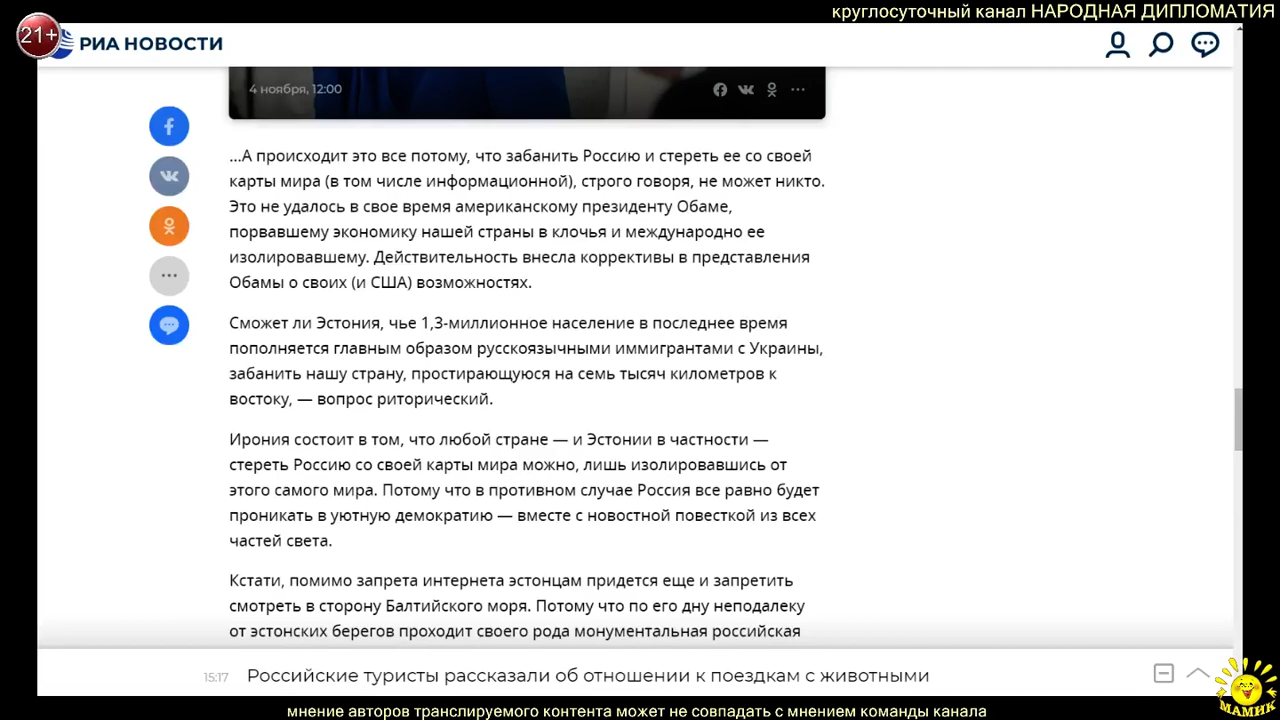 круглосуточный канал НАРОДНАЯ ДИПЛОМАТИЯ
21+
РИА НОВОСТИ
4 ноября, 12:00
...А происходит это все потому, что забанить Россию и стереть ее со своей
карты мира (в том числе информационной), строго говоря, не может никто.
Это не удалось в свое время американскому президенту Обаме,
порвавшему экономику нашей страны в клочья и международно ее
изолировавшему. Действительность внесла коррективы в представления
Обамы о своих (и США) возможностях.
Сможет ли Эстония, чье 1,3-миллионное население в последнее время
пополняется главным образом русскоязычными иммигрантами с Украины,
забанить нашу страну, простирающуюся на семь тысяч километров к
востоку, — вопрос риторический.
Ирония состоит в том, что любой стране — и Эстонии в частности —
стереть Россию со своей карты мира можно, лишь изолировавшись от
этого самого мира. Потому что в противном случае Россия все равно будет
проникать в уютную демократию — вместе с новостной повесткой из всех
частей света.
Кстати, помимо запрета интернета эстонцам придется еще и запретить
смотреть в сторону Балтийского моря. Потому что по его дну неподалеку
от эстонских берегов проходит своего рода монументальная российская
15:17 Российские туристы рассказали об отношении к поездкам с животными
МАМИК
мнение авторов транслируемого контента может не совпадать с мнением команды канала